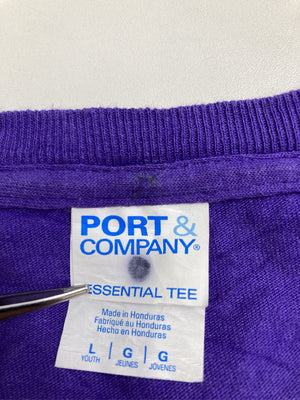 PORT &
COMPANY®
ESSENTIAL TEE
Made in Honduras
Fabriqué au Honduras
Hecho en Honduras
L | G | G
YOUTH JEUNES JÓVENES